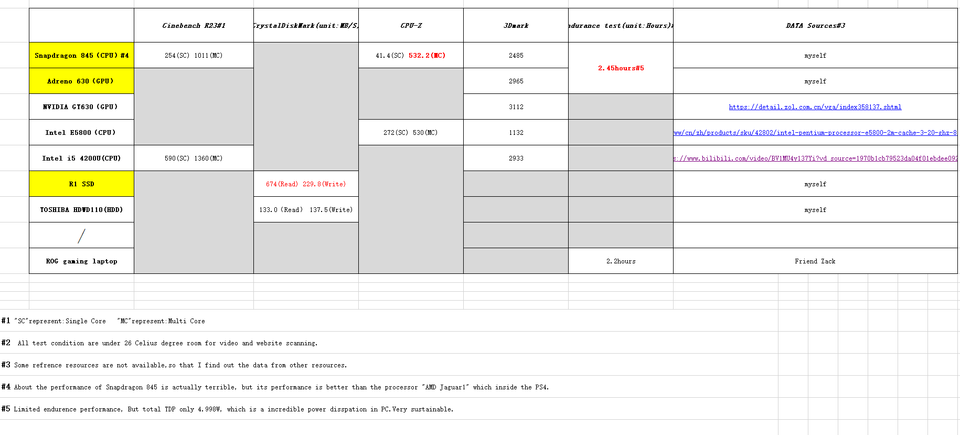 Cinebench R23#1 CrystalDiskMark(unit:MB/S) CPU-Z 3Dmark ndurance test(unit:Hours)# DATA Sources#3
Snapdragon 845 (CPU) #4 254(SC) 1011(MC) 41.4(SC) 532.2(MC) 2485 2.45hours#5 myself
Adreno 630 (GPU) 2965 myself
NVIDIA GT630 (GPU) 3112 https://detail.zol.com.cn/vga/index358137.shtml
Intel E5800 (CPU) 272(SC) 530(MC) 1132 ww/cn/zh/products/sku/42802/intel-pentium-processor-e5800-2m-cache-3-20-ghz-8
Intel i5 4200U(CPU) 590(SC) 1360(MC) 2933
R1 SSD 674(Read) 229.8(Write) myself
TOSHIBA HDWD110(HDD) 133.0 (Read) 137.5(Write) myself
/
ROG gaming laptop 2.2hours Friend Zack
#1 "SC"represent:Single Core "MC"represent:Multi Core
#2 All test condition are under 26 Celius degree room for video and website scanning.
#3 Some refrence resources are not available,so that I find out the data from other resources.
#4 About the performance of Snapdragon 845 is actually terrible, but its performance is better than the processor "AMD Jaguar1" which inside the PS4.
#5 Limited endurence performance. But total TDP only 4.998W, which is a incredible power disspation in PC,Very sustainable.